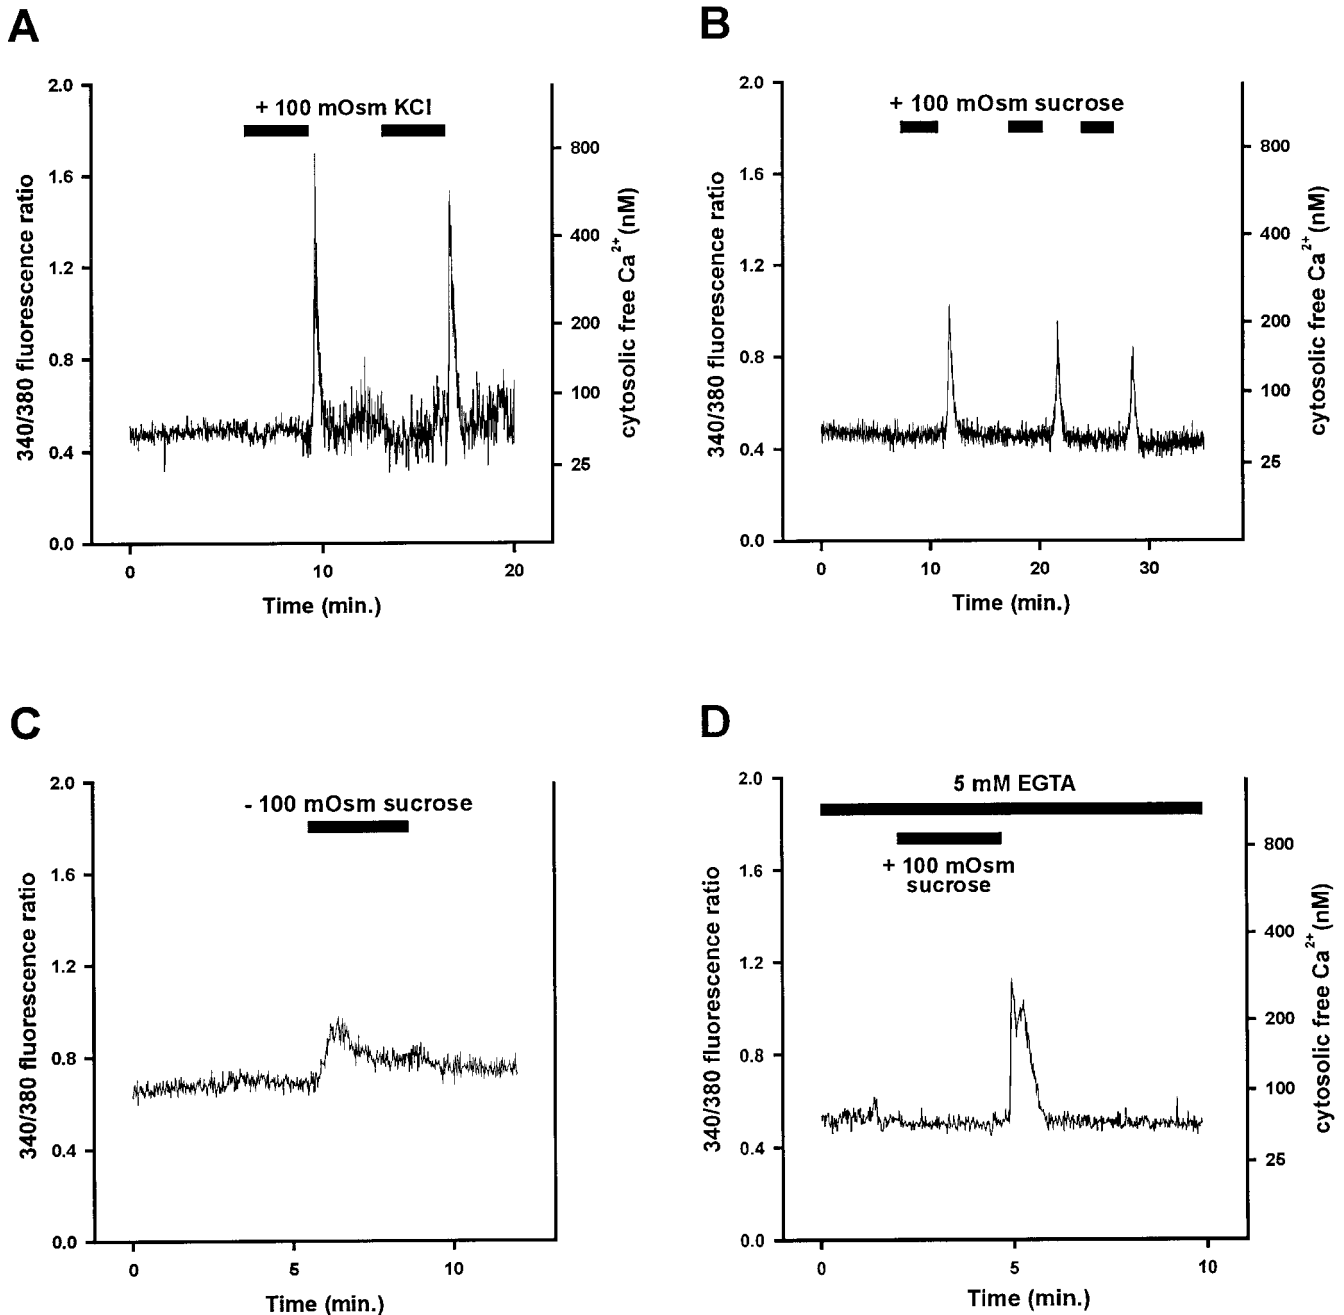 A
+ 100 mOsm KCl
340/380 fluorescence ratio
2.0
1.6
1.2
0.8
0.4
0.0
800
400
200
100
25
cytosolic free Ca2+ (nM)
0
10
20
Time (min.)
B
+ 100 mOsm sucrose
340/380 fluorescence ratio
2.0
1.6
1.2
0.8
0.4
0.0
800
400
200
100
25
cytosolic free Ca2+ (nM)
0
10
20
30
Time (min.)
C
- 100 mOsm sucrose
340/380 fluorescence ratio
2.0
1.6
1.2
0.8
0.4
0.0
0
5
10
Time (min.)
D
5 mM EGTA
+ 100 mOsm
sucrose
340/380 fluorescence ratio
2.0
1.6
1.2
0.8
0.4
0.0
800
400
200
100
25
cytosolic free Ca2+ (nM)
0
5
10
Time (min.)